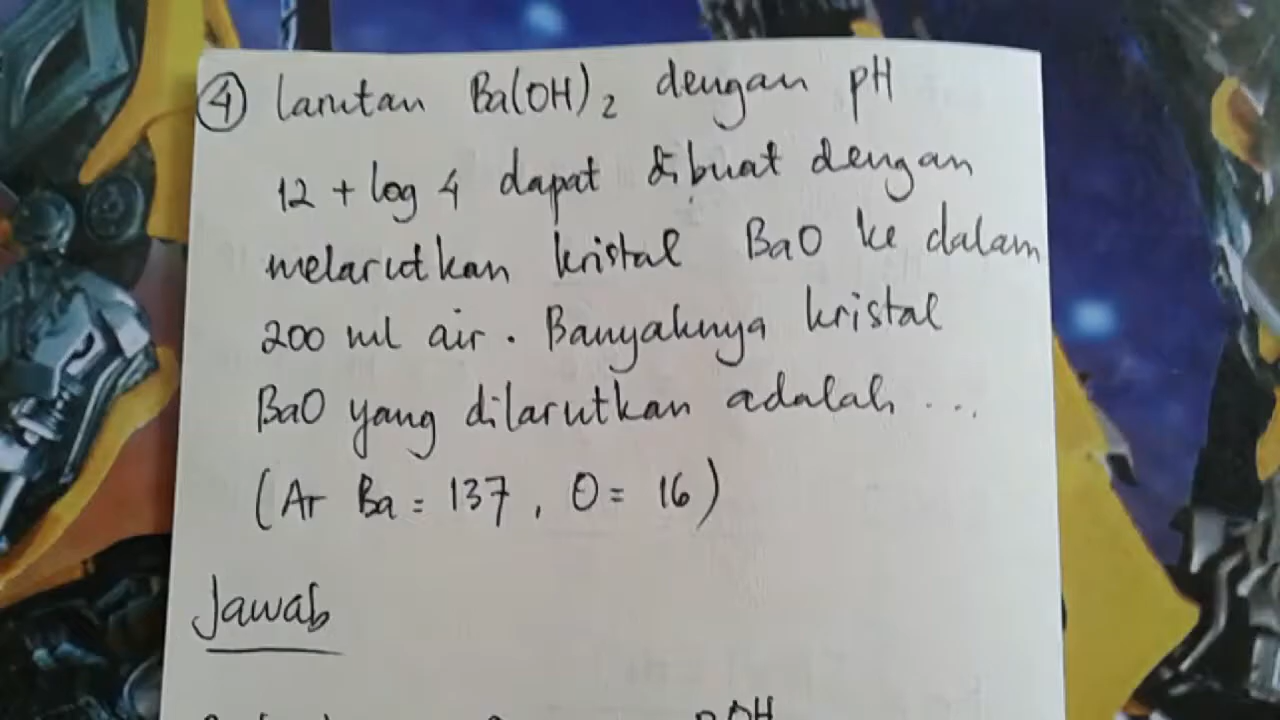 ④ larutan Ba(OH)2 dengan pH
12 + log 4 dapat dibuat dengan
melarutkan kristal BaO ke dalam
200 ml air. Banyaknya kristal
BaO yang dilarutkan adalah ...
(Ar Ba = 137, O = 16)
Jawab